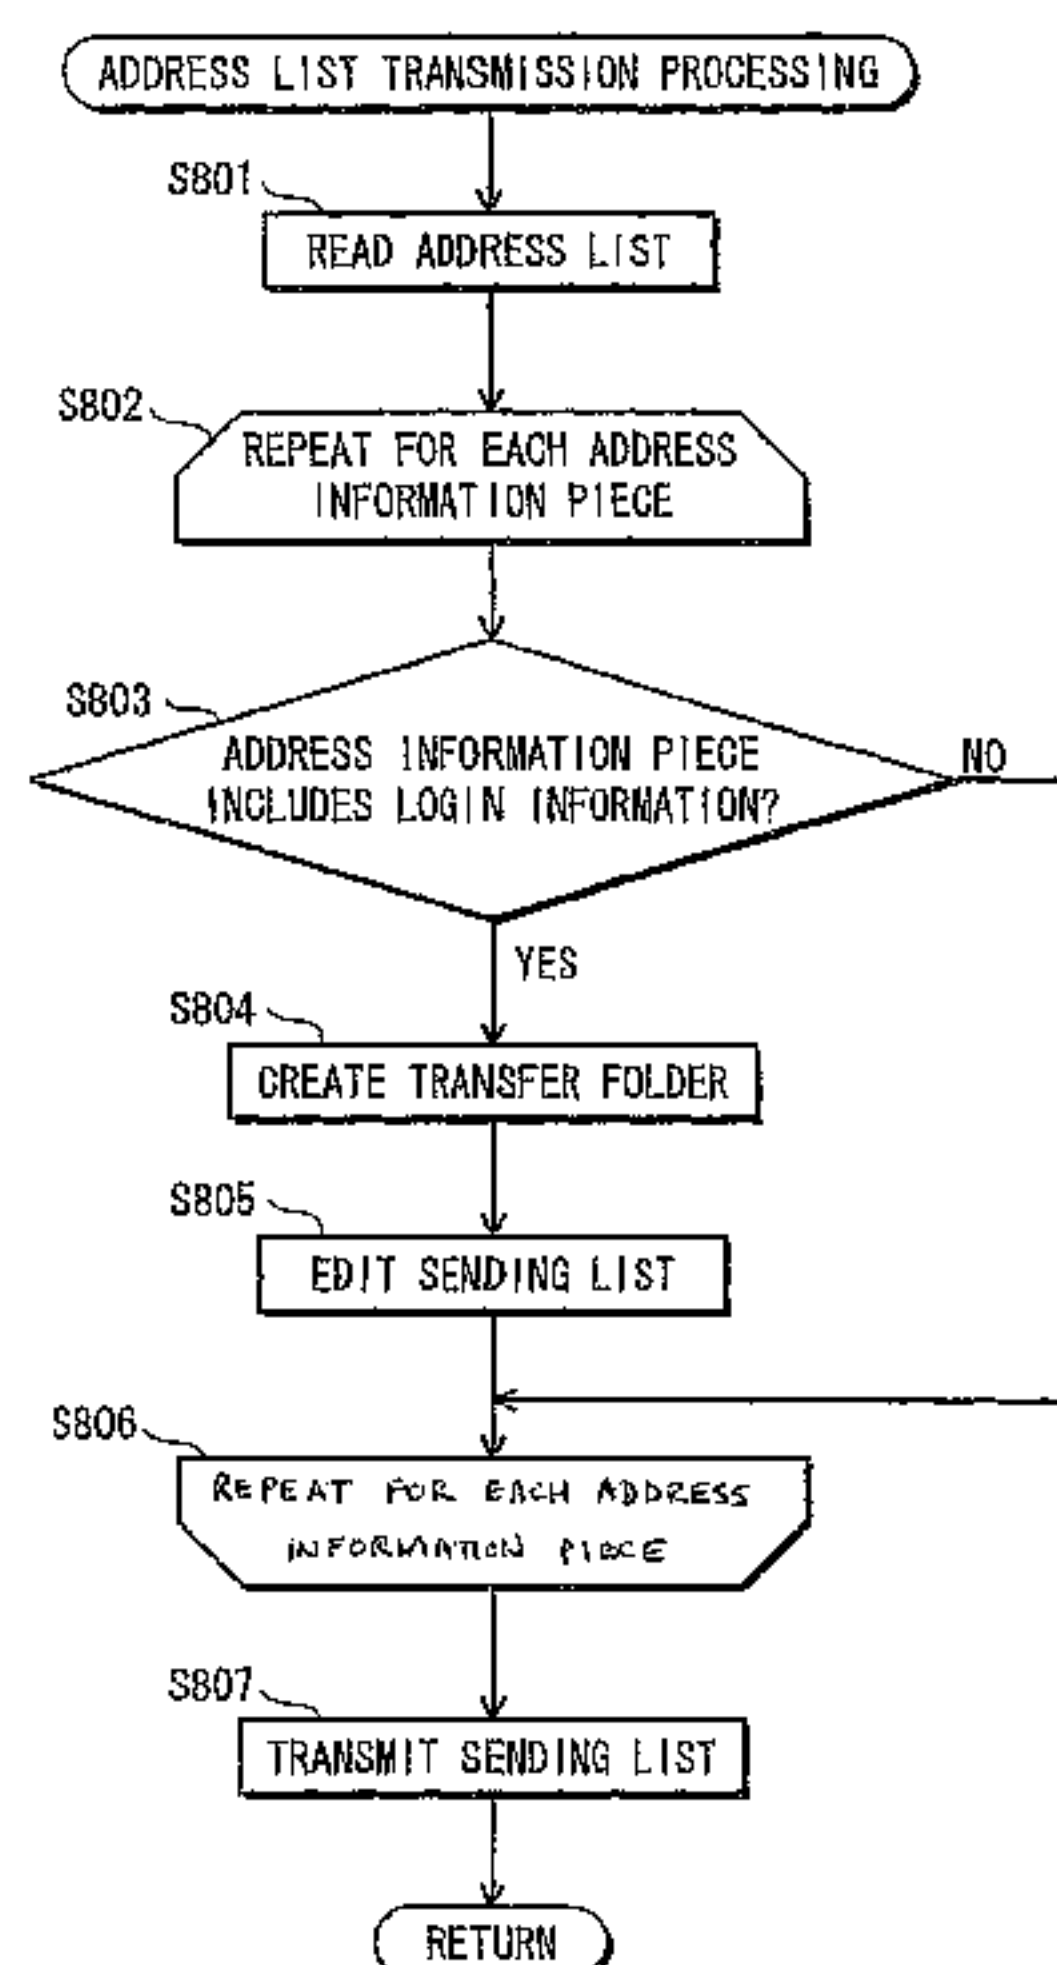 ADDRESS LIST TRANSMISSION PROCESSING
S801
READ ADDRESS LIST
S802
REPEAT FOR EACH ADDRESS
INFORMATION PIECE
S803
ADDRESS INFORMATION PIECE
INCLUDES LOGIN INFORMATION?
NO
YES
S804
CREATE TRANSFER FOLDER
S805
EDIT SENDING LIST
S806
REPEAT FOR EACH ADDRESS
INFORMATION PIECE
S807
TRANSMIT SENDING LIST
RETURN